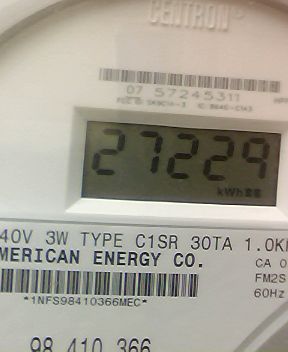 CENTRON
07 57245311
27229
kWh
40V 3W TYPE C1SR 30TA 1.0K
MERICAN ENERGY CO.
CA 0
FM2S
60Hz
*1NFS98410366MEC*
98 410 366